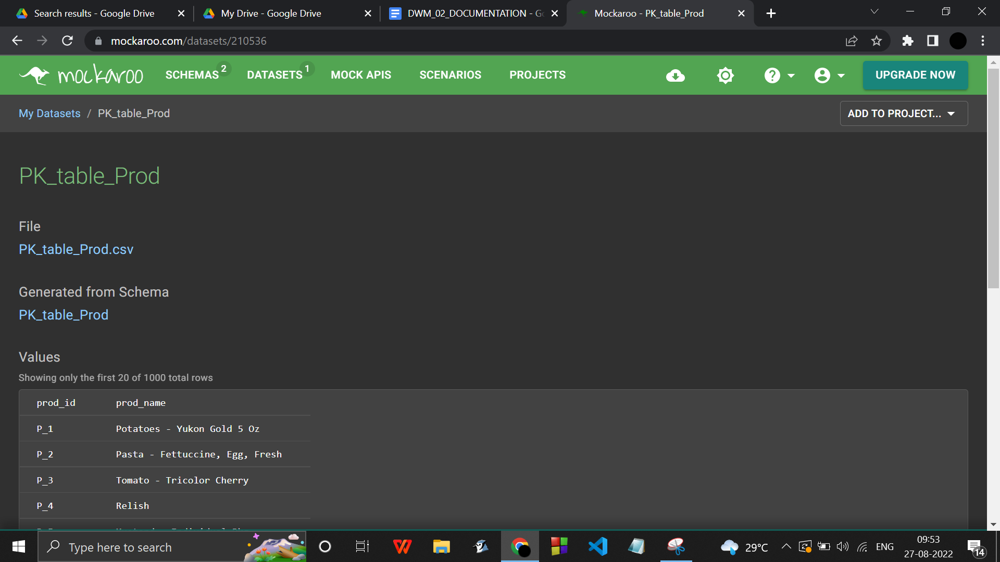 Search results - Google Drive
My Drive - Google Drive
DWM_02_DOCUMENTATION - Go
Mockaroo - PK_table_Prod
mockaroo.com/datasets/210536
mockaroo
SCHEMAS 2
DATASETS 1
MOCK APIS
SCENARIOS
PROJECTS
UPGRADE NOW
My Datasets / PK_table_Prod
ADD TO PROJECT...
PK_table_Prod
File
PK_table_Prod.csv
Generated from Schema
PK_table_Prod
Values
Showing only the first 20 of 1000 total rows
prod_id prod_name
P_1 Potatoes - Yukon Gold 5 Oz
P_2 Pasta - Fettuccine, Egg, Fresh
P_3 Tomato - Tricolor Cherry
P_4 Relish
Type here to search
29°C
ENG
09:53
27-08-2022
14